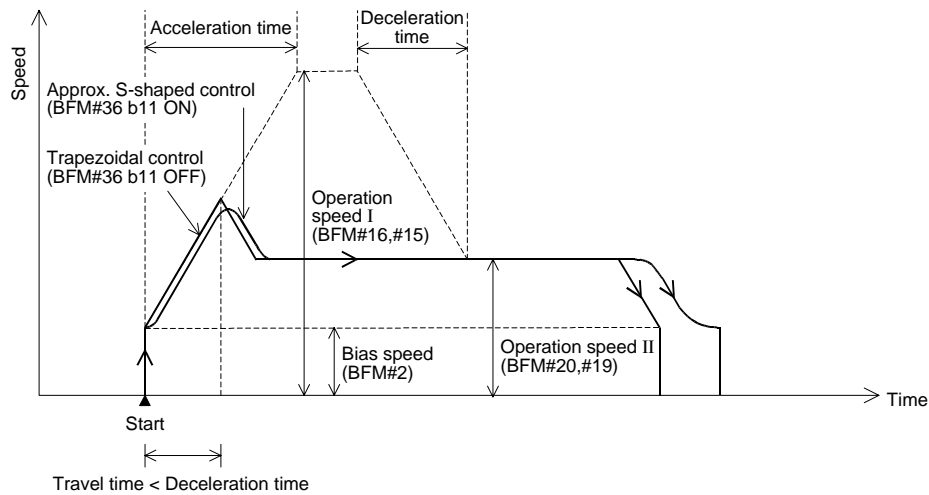 Acceleration time
Deceleration
time
Speed
Approx. S-shaped control
(BFM#36 b11 ON)
Trapezoidal control
(BFM#36 b11 OFF)
Operation
speed I
(BFM#16,#15)
Bias speed
(BFM#2)
Operation speed II
(BFM#20,#19)
Time
Start
Travel time < Deceleration time